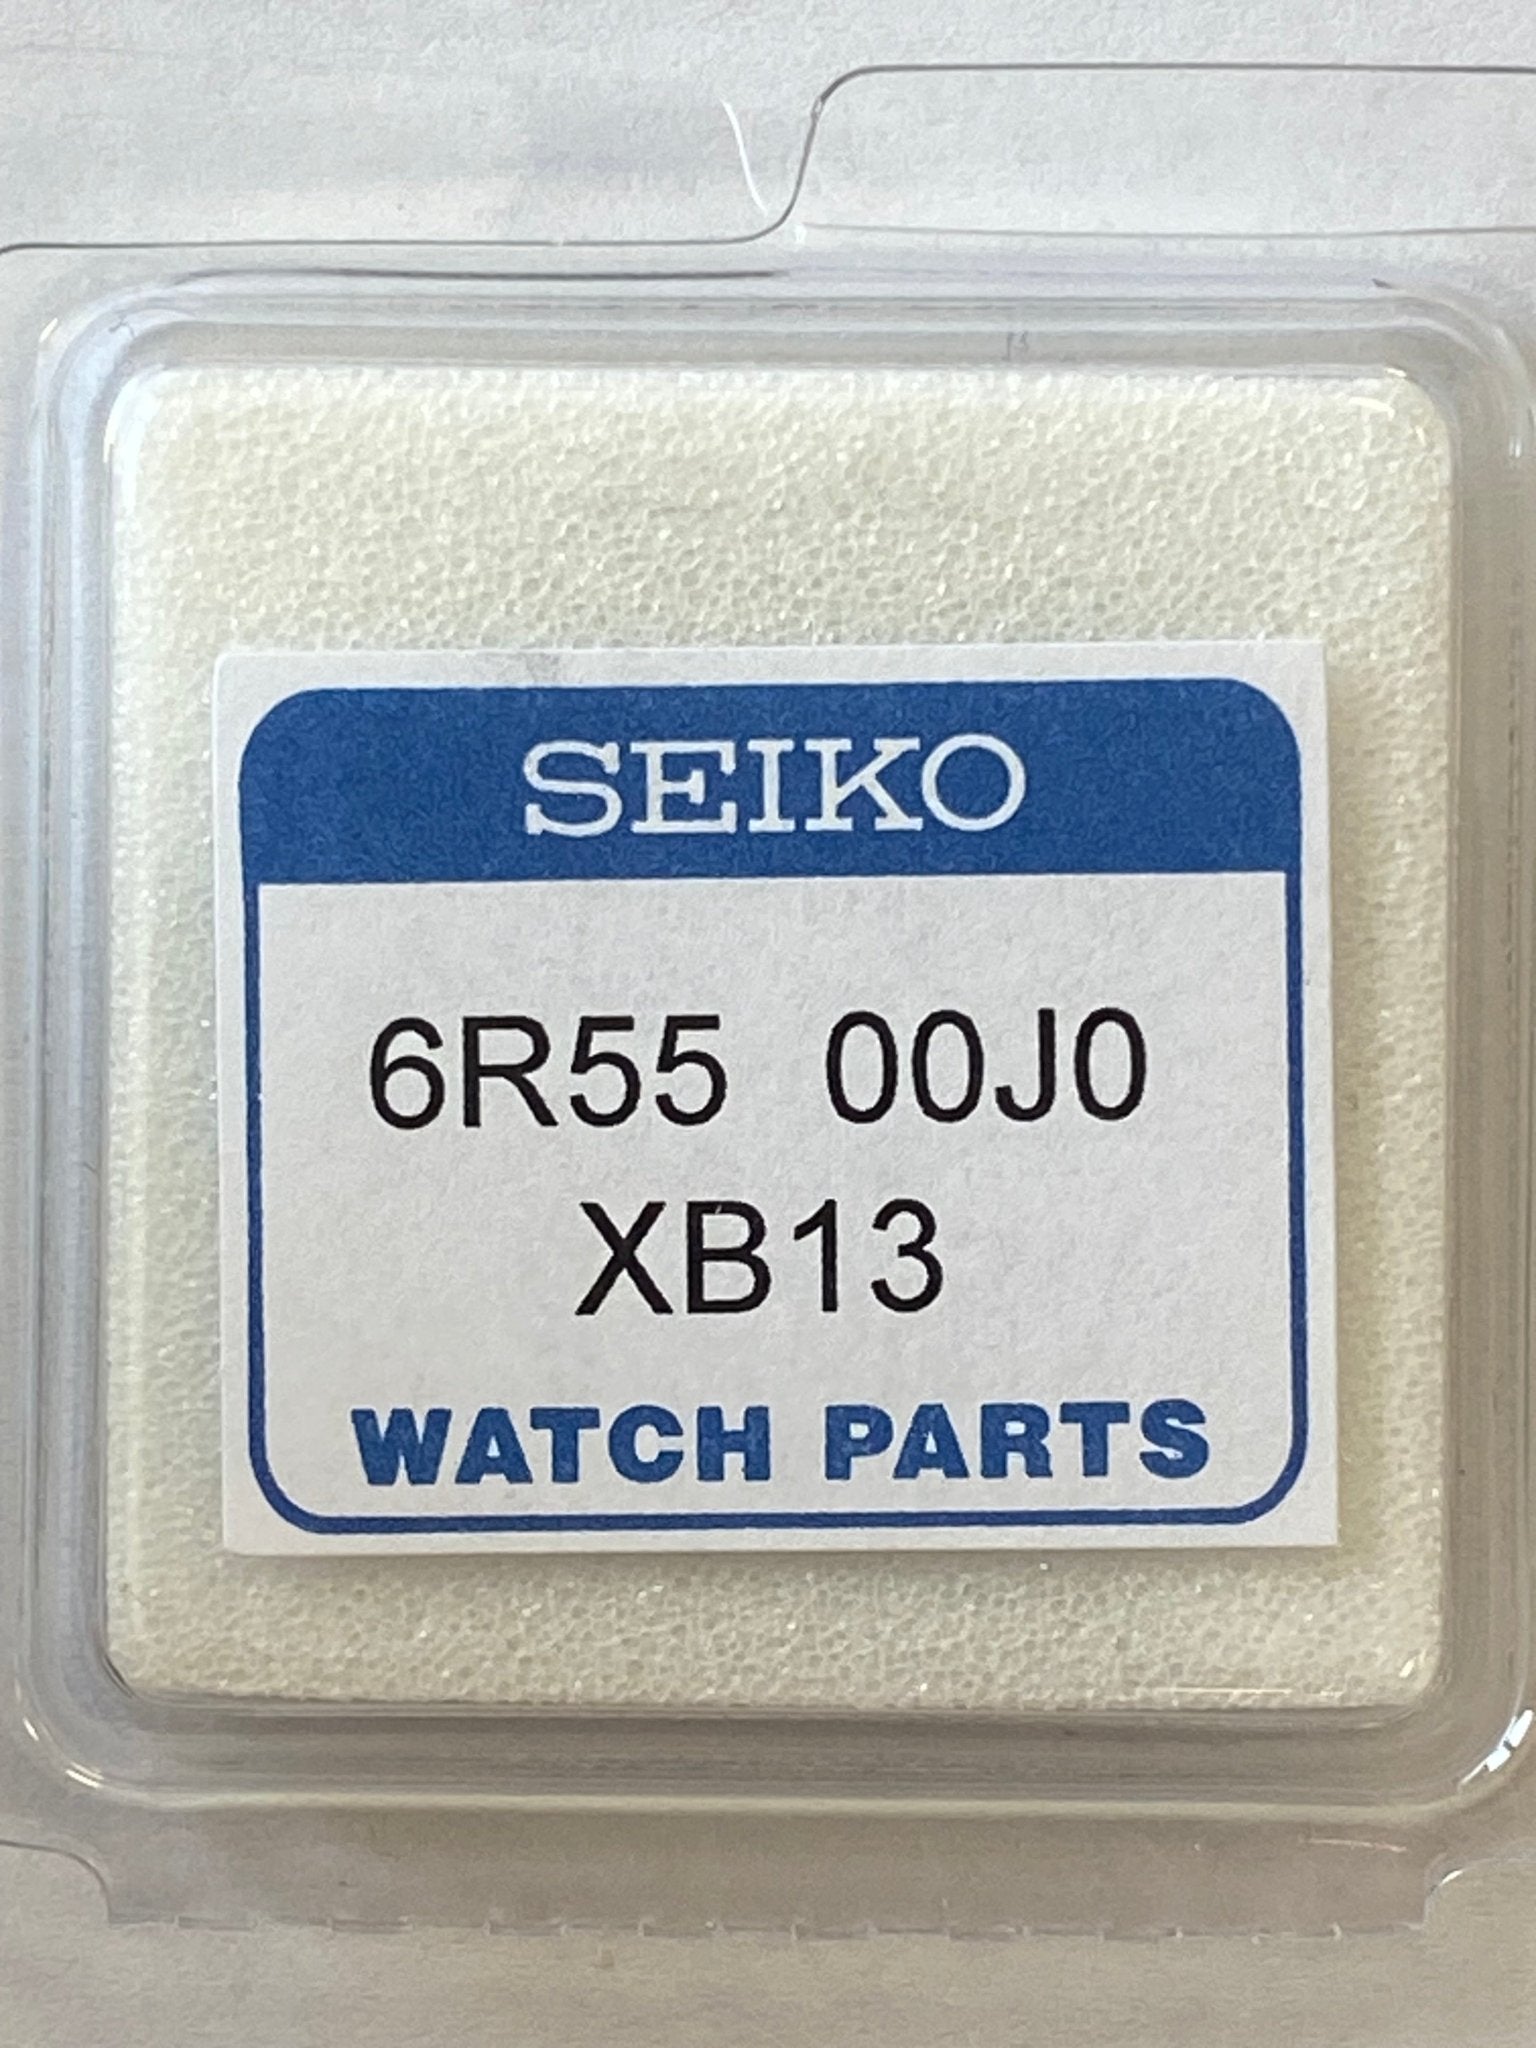 SEIKO
6R55 00J0
XB13
WATCH PARTS